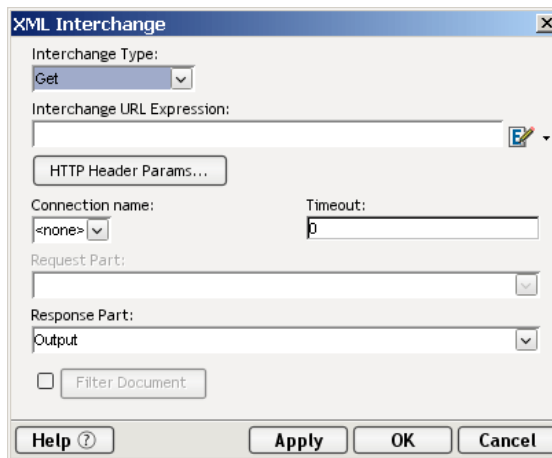 XML Interchange
Interchange Type:
Get
Interchange URL Expression:
HTTP Header Params...
Connection name: Timeout:
<none> 0
Request Part:
Response Part:
Output
Filter Document
Help ? Apply OK Cancel